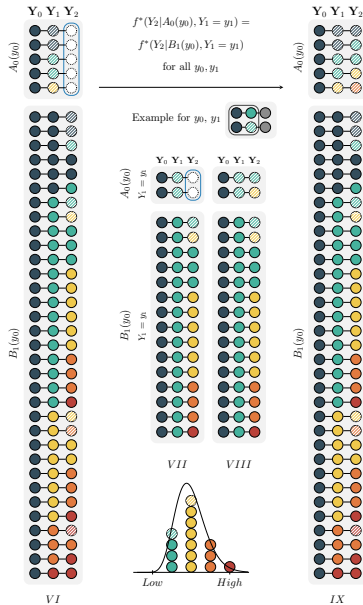 Y₀ Y₁ Y₂
A₀(y₀)
B₁(y₀)
VI
f*(Y₂|A₀(y₀), Y₁ = y₁) =
f*(Y₂|B₁(y₀), Y₁ = y₁)
for all y₀, y₁
Example for y₀, y₁
Y₀ Y₁ Y₂ Y₀ Y₁ Y₂
A₀(y₀)
Y₁ = y₁
B₁(y₀)
Y₁ = y₁
VII VIII
Low High
Y₀ Y₁ Y₂
A₀(y₀)
B₁(y₀)
IX